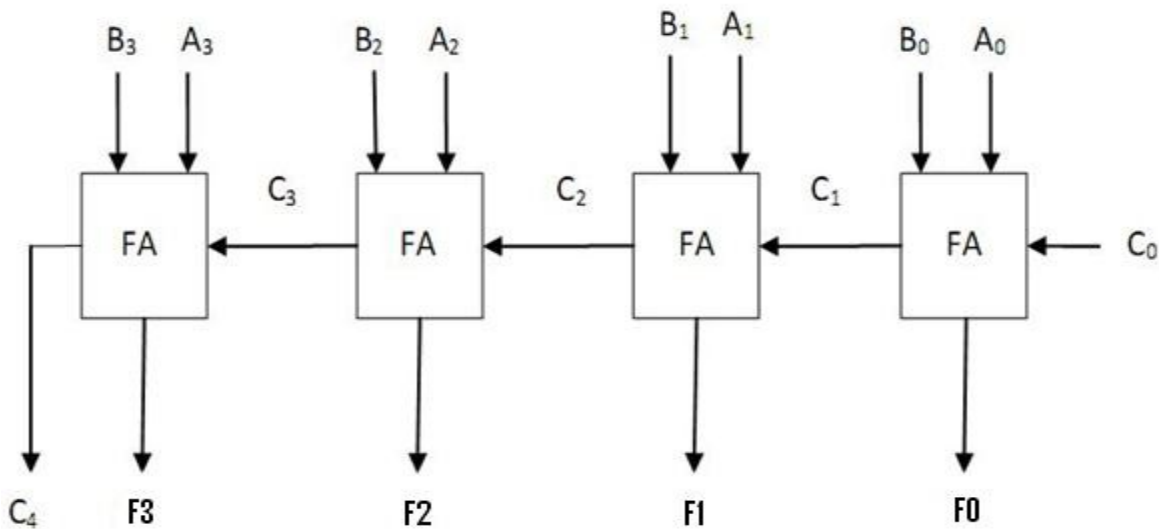 B₃ A₃ B₂ A₂ B₁ A₁ B₀ A₀
C₃ C₂ C₁
FA FA FA FA C₀
C₄ F3 F2 F1 F0